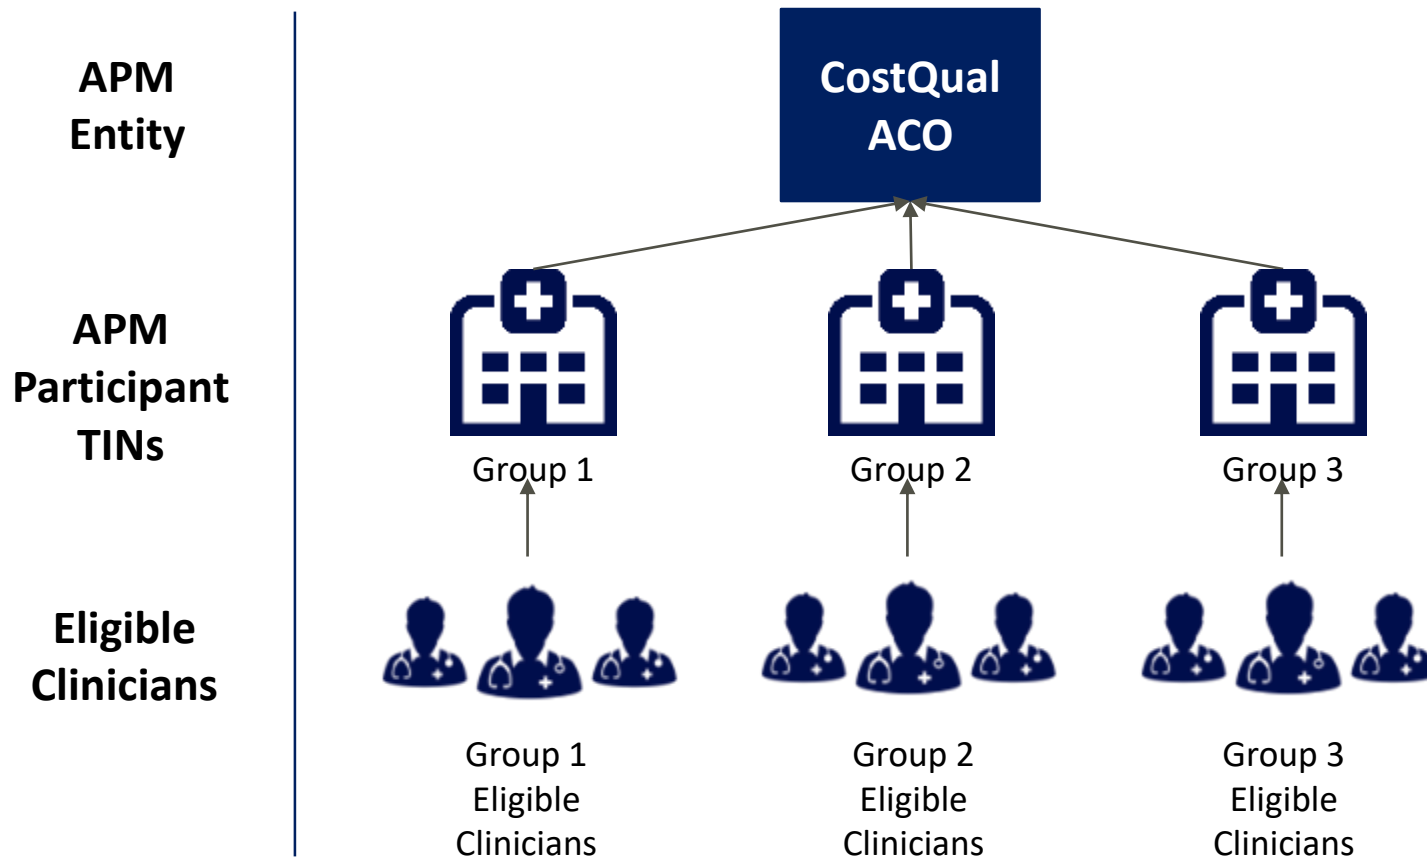 APM
Entity
CostQual
ACO
APM
Participant
TINs
Group 1
Group 2
Group 3
Eligible
Clinicians
Group 1
Eligible
Clinicians
Group 2
Eligible
Clinicians
Group 3
Eligible
Clinicians